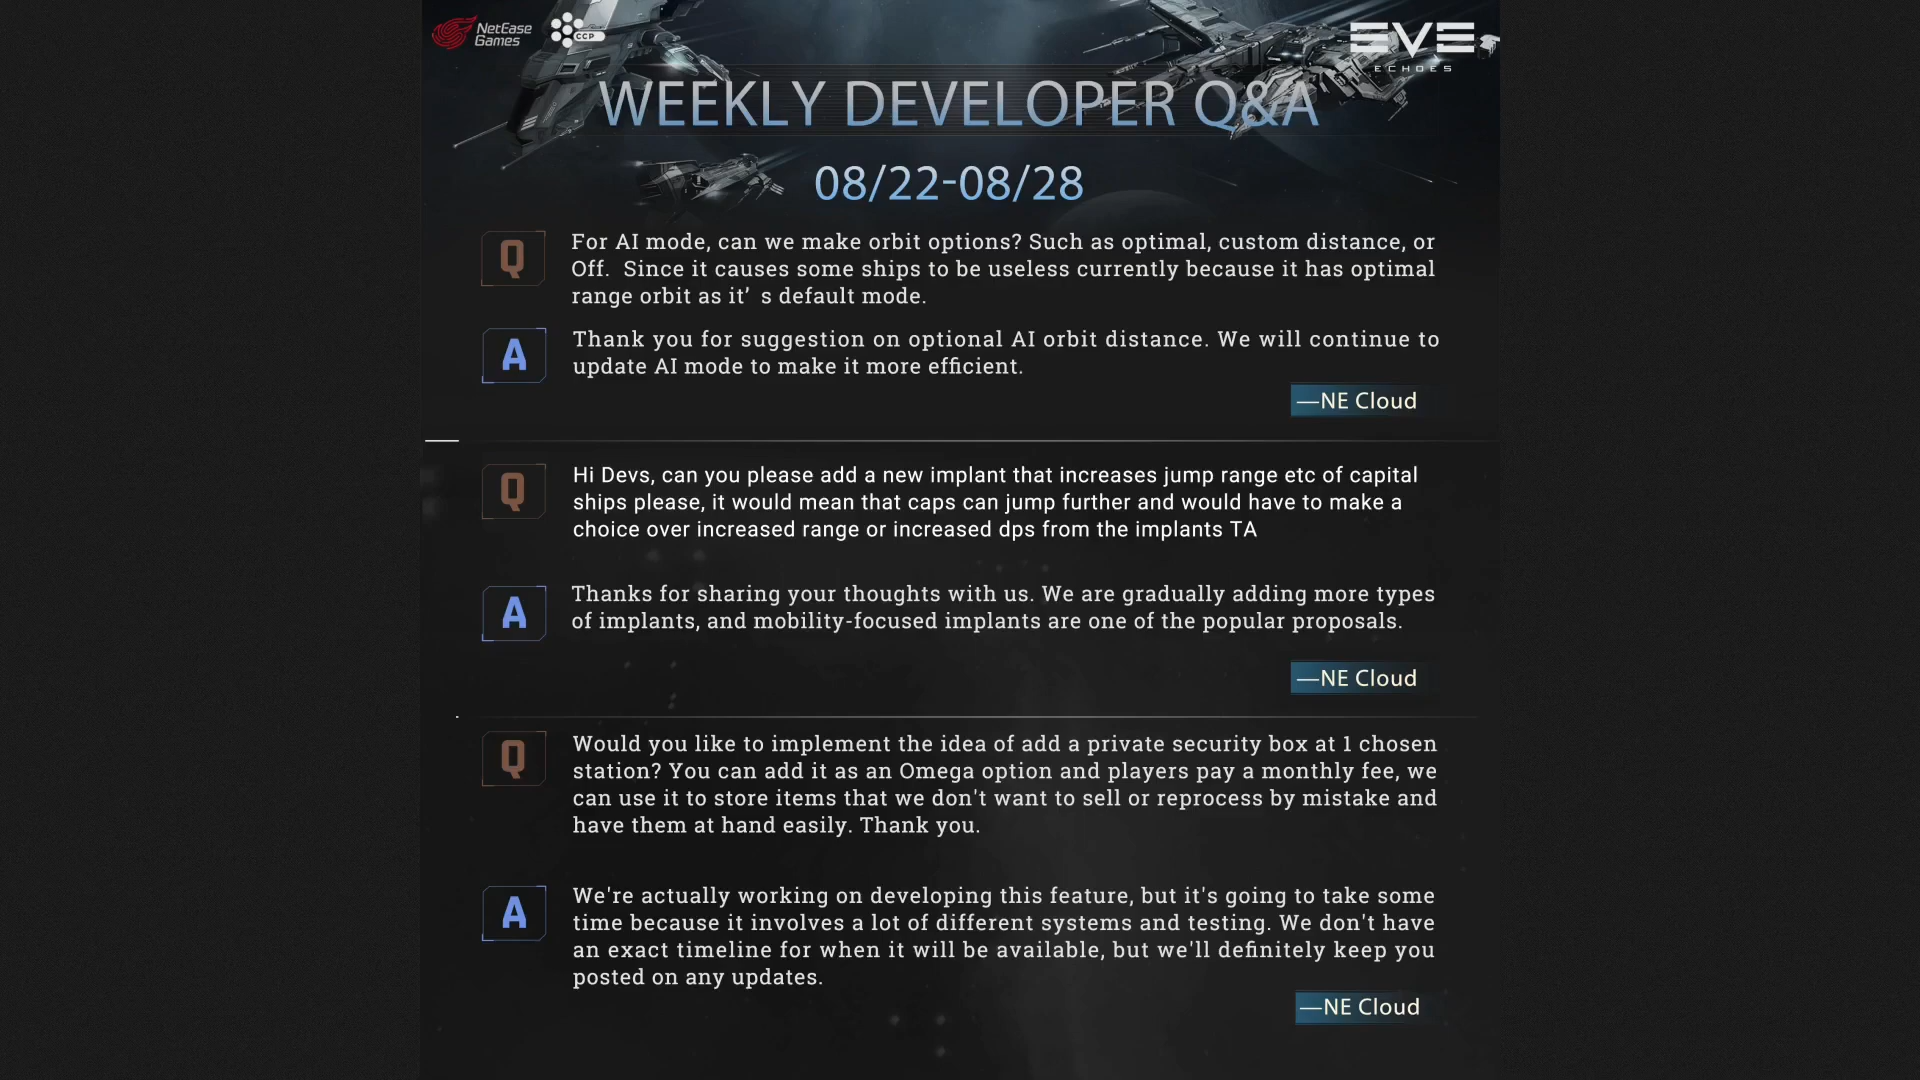 NetEase
Games
CCP
EVE
ECHOES
WEEKLY DEVELOPER Q&A
08/22-08/28
Q
For AI mode, can we make orbit options? Such as optimal, custom distance, or
Off.  Since it causes some ships to be useless currently because it has optimal
range orbit as it’ s default mode.
A
Thank you for suggestion on optional AI orbit distance. We will continue to
update AI mode to make it more efficient.
—NE Cloud
Q
Hi Devs, can you please add a new implant that increases jump range etc of capital
ships please, it would mean that caps can jump further and would have to make a
choice over increased range or increased dps from the implants TA
A
Thanks for sharing your thoughts with us. We are gradually adding more types
of implants, and mobility-focused implants are one of the popular proposals.
—NE Cloud
Q
Would you like to implement the idea of add a private security box at 1 chosen
station? You can add it as an Omega option and players pay a monthly fee, we
can use it to store items that we don't want to sell or reprocess by mistake and
have them at hand easily. Thank you.
A
We're actually working on developing this feature, but it's going to take some
time because it involves a lot of different systems and testing. We don't have
an exact timeline for when it will be available, but we'll definitely keep you
posted on any updates.
—NE Cloud